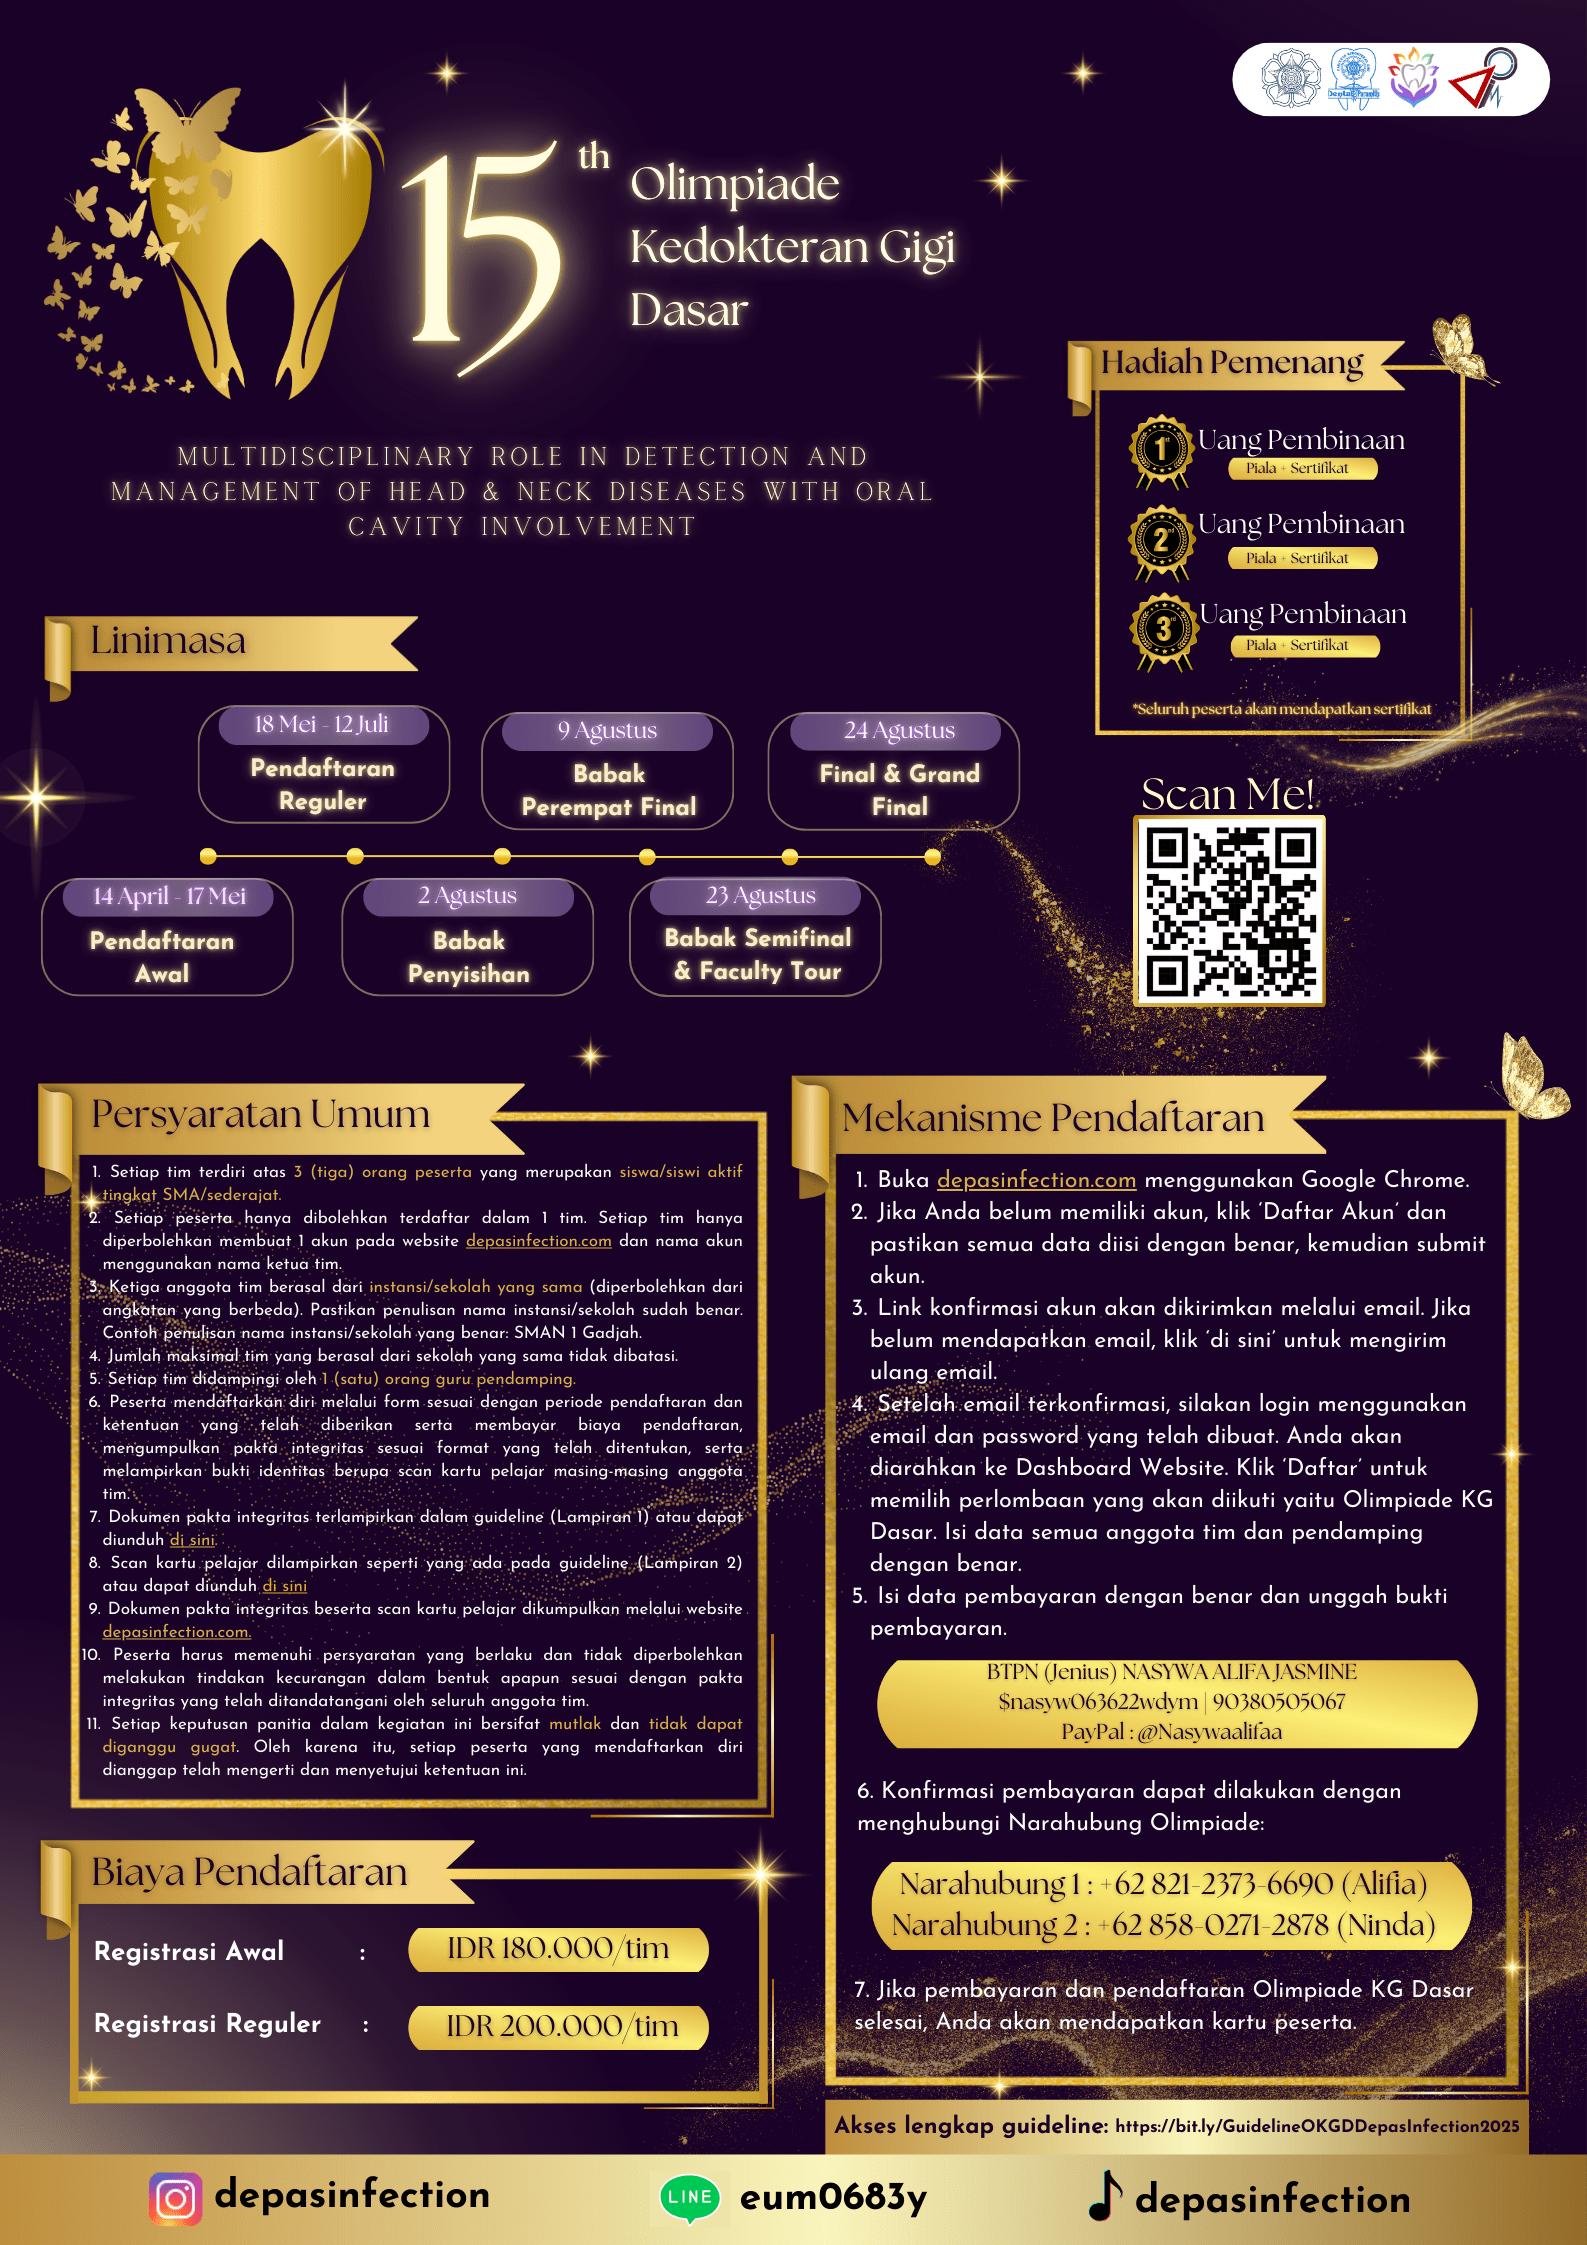 15th
Olimpiade
Kedokteran Gigi
Dasar
MULTIDISCIPLINARY ROLE IN DETECTION AND
MANAGEMENT OF HEAD & NECK DISEASES WITH ORAL
CAVITY INVOLVEMENT
Hadiah Pemenang
1st Uang Pembinaan
Piala + Sertifikat
2nd Uang Pembinaan
Piala + Sertifikat
3rd Uang Pembinaan
Piala + Sertifikat
*Seluruh peserta akan mendapatkan sertifikat
Linimasa
18 Mei - 12 Juli
Pendaftaran
Reguler
9 Agustus
Babak
Perempat Final
24 Agustus
Final & Grand
Final
14 April - 17 Mei
Pendaftaran
Awal
2 Agustus
Babak
Penyisihan
23 Agustus
Babak Semifinal
& Faculty Tour
Scan Me!
Persyaratan Umum
1. Setiap tim terdiri atas 3 (tiga) orang peserta yang merupakan siswa/siswi aktif
tingkat SMA/sederajat.
2. Setiap peserta hanya dibolehkan terdaftar dalam 1 tim. Setiap tim hanya
diperbolehkan membuat 1 akun pada website depasinfection.com dan nama akun
menggunakan nama ketua tim.
3. Ketiga anggota tim berasal dari instansi/sekolah yang sama (diperbolehkan dari
angkatan yang berbeda). Pastikan penulisan nama instansi/sekolah sudah benar.
Contoh penulisan nama instansi/sekolah yang benar: SMAN 1 Gadjah.
4. Jumlah maksimal tim yang berasal dari sekolah yang sama tidak dibatasi.
5. Setiap tim didampingi oleh 1 (satu) orang guru pendamping.
6. Peserta mendaftarkan diri melalui form sesuai dengan periode pendaftaran dan
ketentuan yang telah diberikan serta membayar biaya pendaftaran,
mengumpulkan pakta integritas sesuai format yang telah ditentukan, serta
melampirkan bukti identitas berupa scan kartu pelajar masing-masing anggota
tim.
7. Dokumen pakta integritas terlampirkan dalam guideline (Lampiran 1) atau dapat
diunduh di sini.
8. Scan kartu pelajar dilampirkan seperti yang ada pada guideline (Lampiran 2)
atau dapat diunduh di sini
9. Dokumen pakta integritas beserta scan kartu pelajar dikumpulkan melalui website
depasinfection.com.
10. Peserta harus memenuhi persyaratan yang berlaku dan tidak diperbolehkan
melakukan tindakan kecurangan dalam bentuk apapun sesuai dengan pakta
integritas yang telah ditandatangani oleh seluruh anggota tim.
11. Setiap keputusan panitia dalam kegiatan ini bersifat mutlak dan tidak dapat
diganggu gugat. Oleh karena itu, setiap peserta yang mendaftarkan diri
dianggap telah mengerti dan menyetujui ketentuan ini.
Biaya Pendaftaran
Registrasi Awal : IDR 180.000/tim
Registrasi Reguler : IDR 200.000/tim
Mekanisme Pendaftaran
1. Buka depasinfection.com menggunakan Google Chrome.
2. Jika Anda belum memiliki akun, klik ‘Daftar Akun’ dan
pastikan semua data diisi dengan benar, kemudian submit
akun.
3. Link konfirmasi akun akan dikirimkan melalui email. Jika
belum mendapatkan email, klik ‘di sini’ untuk mengirim
ulang email.
4. Setelah email terkonfirmasi, silakan login menggunakan
email dan password yang telah dibuat. Anda akan
diarahkan ke Dashboard Website. Klik ‘Daftar’ untuk
memilih perlombaan yang akan diikuti yaitu Olimpiade KG
Dasar. Isi data semua anggota tim dan pendamping
dengan benar.
5. Isi data pembayaran dengan benar dan unggah bukti
pembayaran.
BTPN (Jenius) NASYWA ALIFA JASMINE
$nasyw063622wdym | 90380505067
PayPal : @Nasywaalifaa
6. Konfirmasi pembayaran dapat dilakukan dengan
menghubungi Narahubung Olimpiade:
Narahubung 1 : +62 821-2373-6690 (Alifia)
Narahubung 2 : +62 858-0271-2878 (Ninda)
7. Jika pembayaran dan pendaftaran Olimpiade KG Dasar
selesai, Anda akan mendapatkan kartu peserta.
Akses lengkap guideline: https://bit.ly/GuidelineOKGDDepasInfection2025
depasinfection
LINE eum0683y
depasinfection